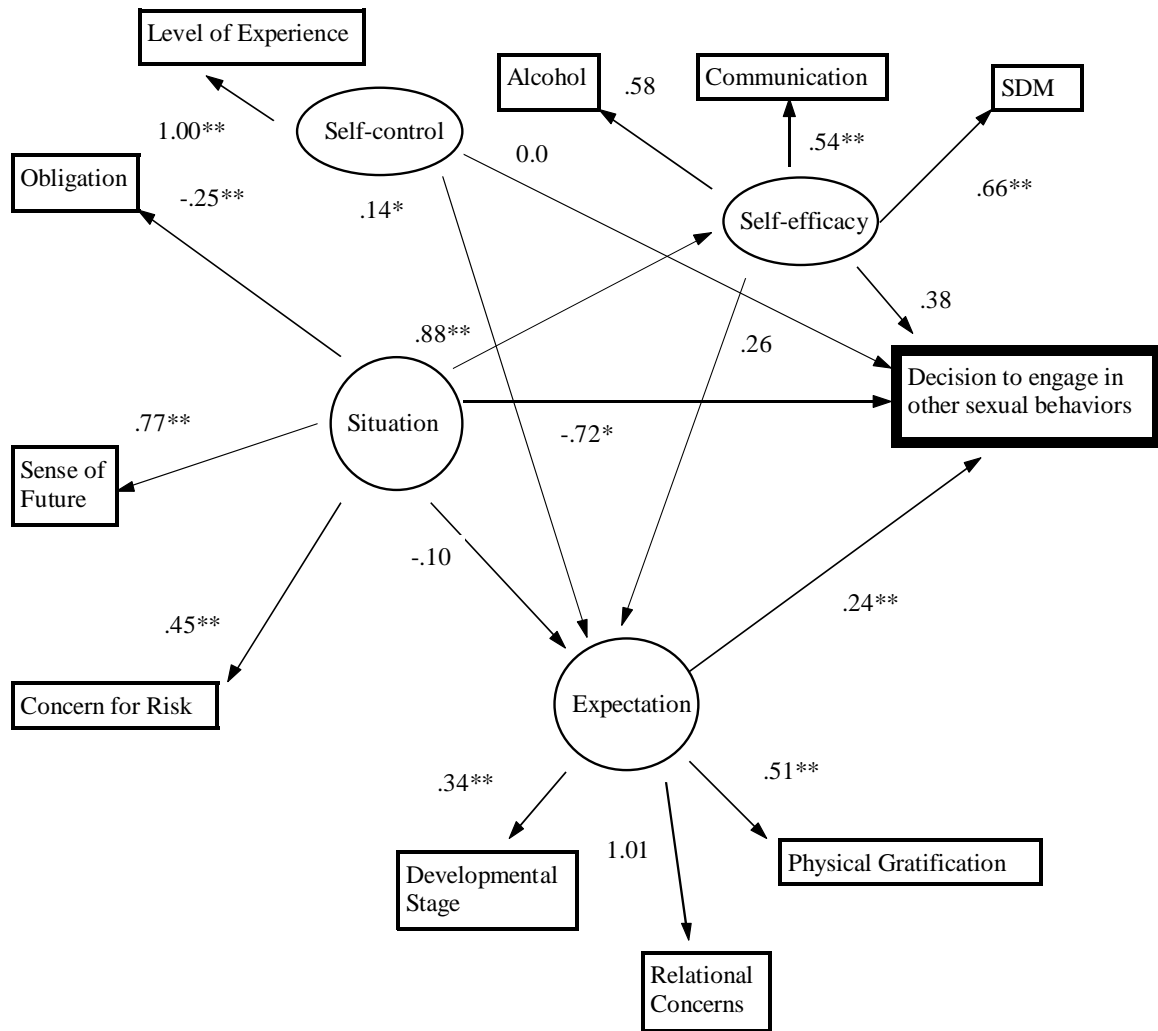 Level of Experience
Alcohol
.58
Communication
SDM
1.00**
Self-control
0.0
.54**
Obligation
-.25**
.14*
.66**
Self-efficacy
.38
.88**
.26
Decision to engage in
other sexual behaviors
Situation
.77**
-.72*
Sense of
Future
-.10
.45**
.24**
Concern for Risk
Expectation
.34**
.51**
1.01
Physical Gratification
Developmental
Stage
Relational
Concerns